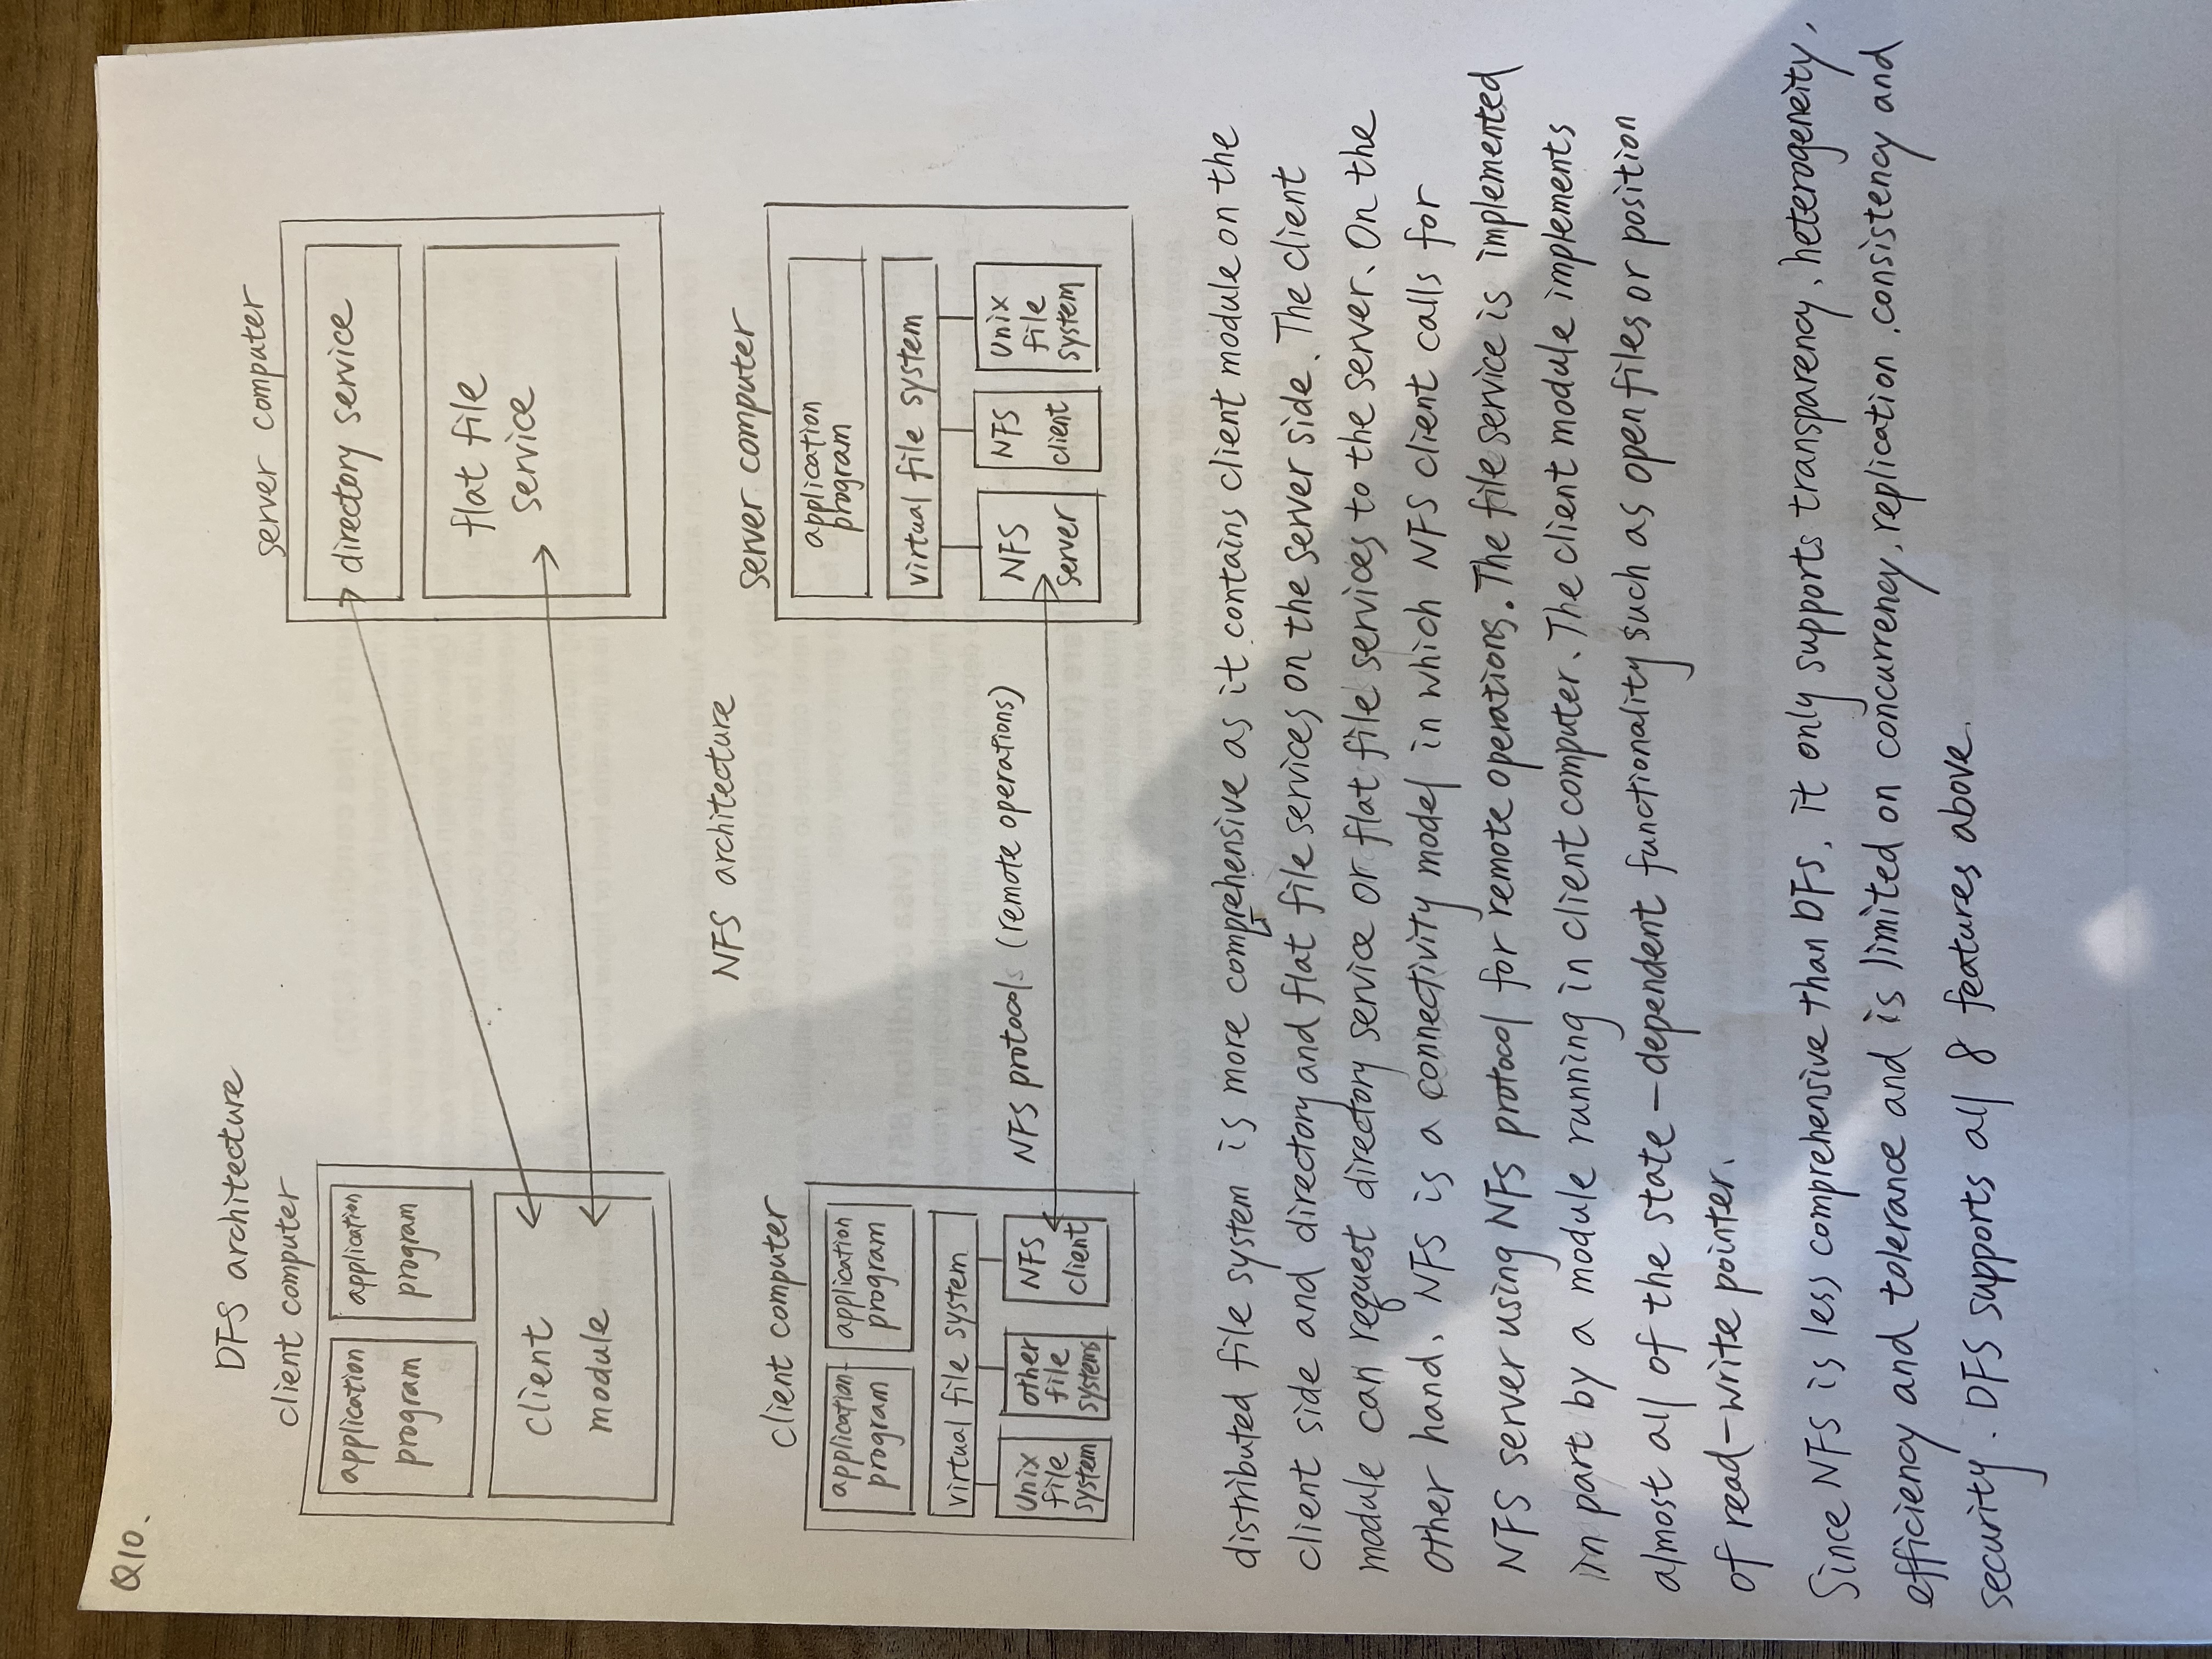 Q10.
DFS architecture
client computer
server computer
application program
application program
client module
directory service
flat file service
NFS architecture
client computer
server computer
application program
application program
virtual file system
unix file system
other file systems
NFS client
NFS protocols (remote operations)
application program
virtual file system
NFS server
NFS client
unix file system
distributed file system is more comprehensive as it contains client module on the
client side and directory and flat file services on the server side. The client
module can request directory service or flat file services to the server. On the
other hand, NFS is a connectivity model in which NFS client calls for
NFS server using NFS protocol for remote operations. The file service is implemented
in part by a module running in client computer. The client module implements
almost all of the state-dependent functionality such as open files or position
of read-write pointer.
Since NFS is less comprehensive than DFS, it only supports transparency, heterogeneity,
efficiency and tolerance and is limited on concurrency, replication, consistency and
security. DFS supports all 8 features above.